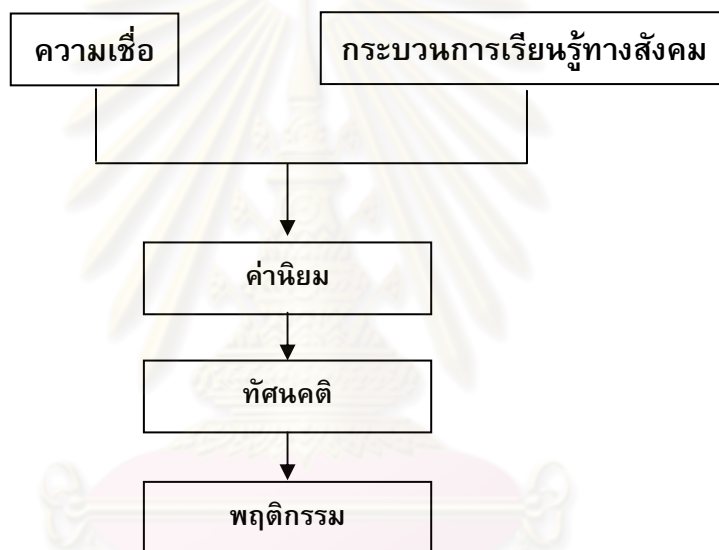 ความเชื่อ
กระบวนการเรียนรู้ทางสังคม
ค่านิยม
ทัศนคติ
พฤติกรรม